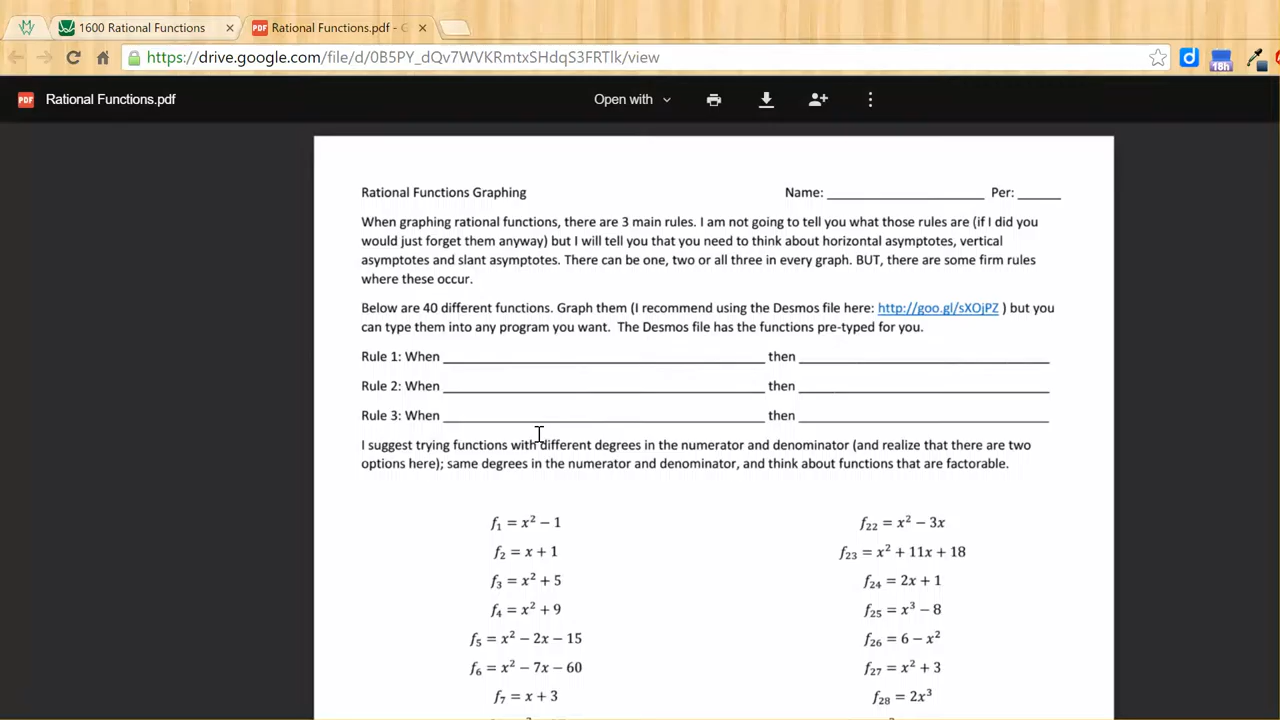 1600 Rational Functions
Rational Functions.pdf - G
https://drive.google.com/file/d/0B5PY_dQv7WVKRmtxSHdqS3FRTlk/view
18h
PDF Rational Functions.pdf
Open with
Rational Functions Graphing Name: ____________________ Per: ______
When graphing rational functions, there are 3 main rules. I am not going to tell you what those rules are (if I did you
would just forget them anyway) but I will tell you that you need to think about horizontal asymptotes, vertical
asymptotes and slant asymptotes. There can be one, two or all three in every graph. BUT, there are some firm rules
where these occur.
Below are 40 different functions. Graph them (I recommend using the Desmos file here: http://goo.gl/sXOjPZ ) but you
can type them into any program you want. The Desmos file has the functions pre-typed for you.
Rule 1: When ____________________ then ____________________
Rule 2: When ____________________ then ____________________
Rule 3: When ____________________ then ____________________
I suggest trying functions with different degrees in the numerator and denominator (and realize that there are two
options here); same degrees in the numerator and denominator, and think about functions that are factorable.
f₁ = x² − 1
f₂ = x + 1
f₃ = x² + 5
f₄ = x² + 9
f₅ = x² − 2x − 15
f₆ = x² − 7x − 60
f₇ = x + 3
f₂₂ = x² − 3x
f₂₃ = x² + 11x + 18
f₂₄ = 2x + 1
f₂₅ = x³ − 8
f₂₆ = 6 − x²
f₂₇ = x² + 3
f₂₈ = 2x³